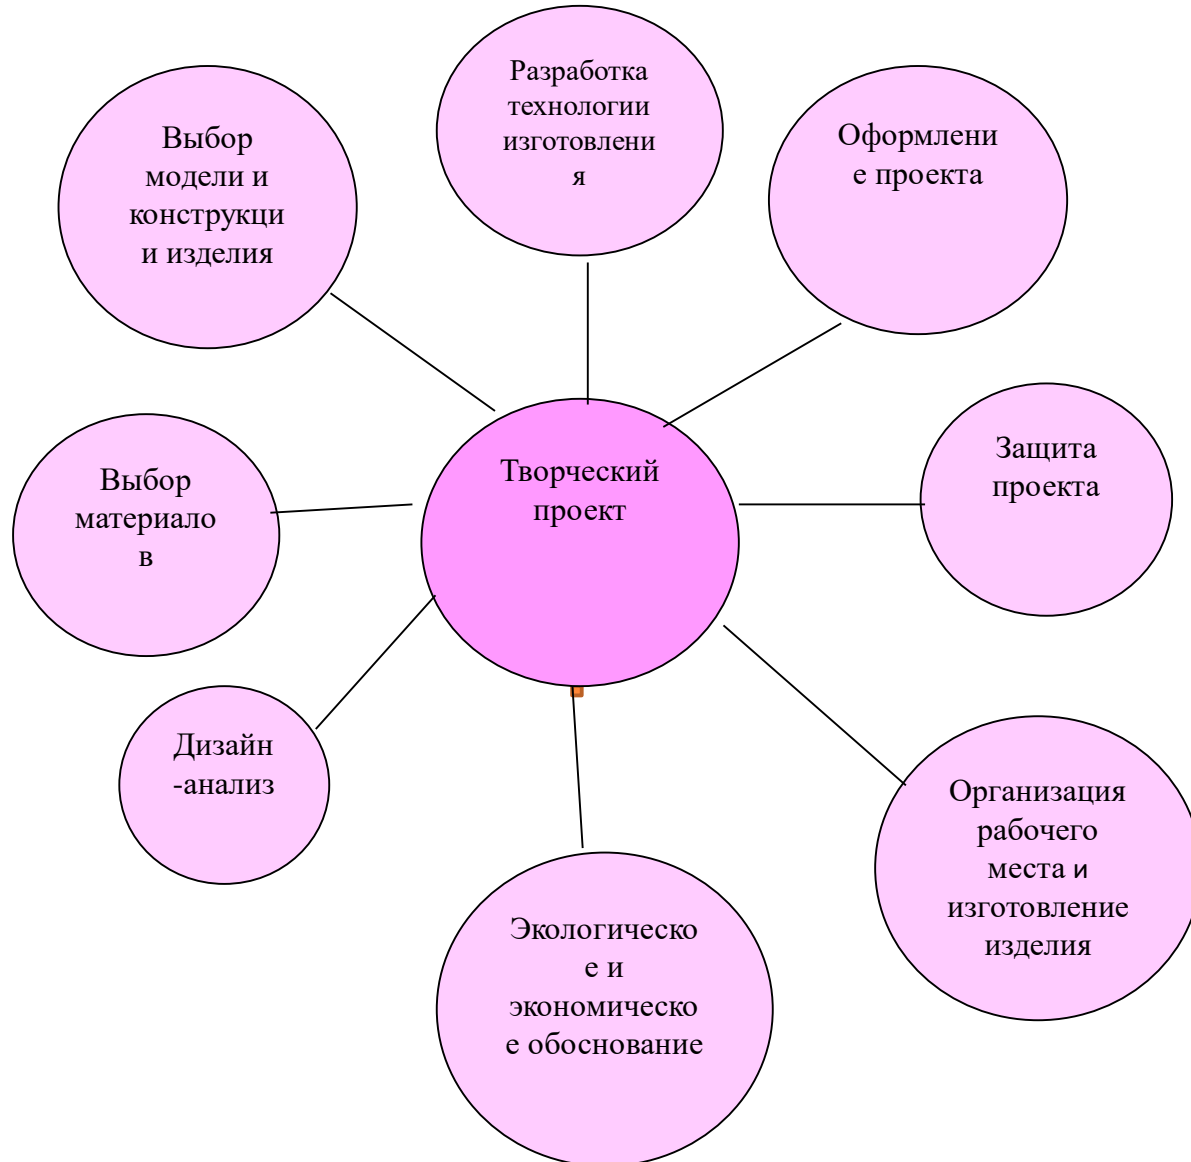 Разработка
технологии
изготовлени
я
Выбор
модели и
конструкци
и изделия
Оформлени
е проекта
Творческий
проект
Защита
проекта
Выбор
материало
в
Дизайн
-анализ
Организация
рабочего
места и
изготовление
изделия
Экологическо
е и
экономическо
е обоснование